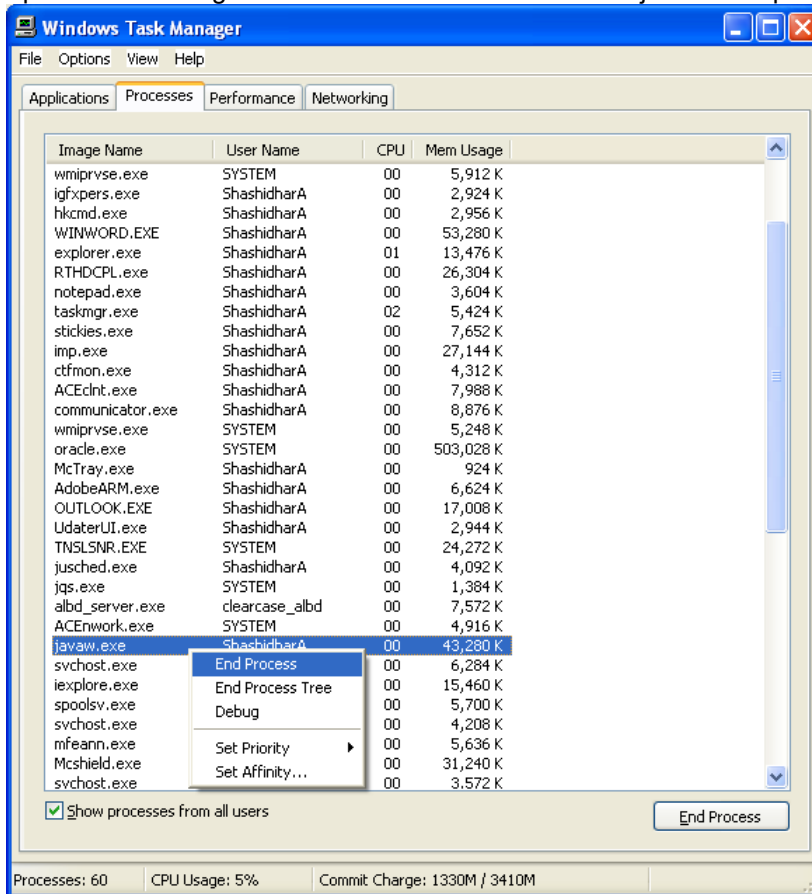 Windows Task Manager
File Options View Help
Applications Processes Performance Networking
Image Name User Name CPU Mem Usage
wmiprvse.exe SYSTEM 00 5,912 K
igfxpers.exe ShashidharA 00 2,924 K
hkcmd.exe ShashidharA 00 2,956 K
WINWORD.EXE ShashidharA 00 53,280 K
explorer.exe ShashidharA 01 13,476 K
RTHDCPL.exe ShashidharA 00 26,304 K
notepad.exe ShashidharA 00 3,604 K
taskmgr.exe ShashidharA 02 5,424 K
stickies.exe ShashidharA 00 7,652 K
imp.exe ShashidharA 00 27,144 K
ctfmon.exe ShashidharA 00 4,312 K
ACEclnt.exe ShashidharA 00 7,988 K
communicator.exe ShashidharA 00 8,876 K
wmiprvse.exe SYSTEM 00 5,248 K
oracle.exe SYSTEM 00 503,028 K
McTray.exe ShashidharA 00 924 K
AdobeARM.exe ShashidharA 00 6,624 K
OUTLOOK.EXE ShashidharA 00 17,008 K
UdaterUI.exe ShashidharA 00 2,944 K
TNSLSNR.EXE SYSTEM 00 24,272 K
jusched.exe ShashidharA 00 4,092 K
jqs.exe SYSTEM 00 1,384 K
albd_server.exe clearcase_albd 00 7,572 K
ACEnwork.exe SYSTEM 00 4,916 K
javaw.exe ShashidharA 00 43,280 K
svchost.exe 00 6,284 K
iexplore.exe 00 15,460 K
spoolsv.exe 00 5,700 K
svchost.exe 00 4,208 K
mfeann.exe 00 5,636 K
Mcshield.exe 00 31,240 K
svchost.exe 00 3,572 K
End Process
End Process Tree
Debug
Set Priority
Set Affinity...
Show processes from all users
End Process
Processes: 60 CPU Usage: 5% Commit Charge: 1330M / 3410M